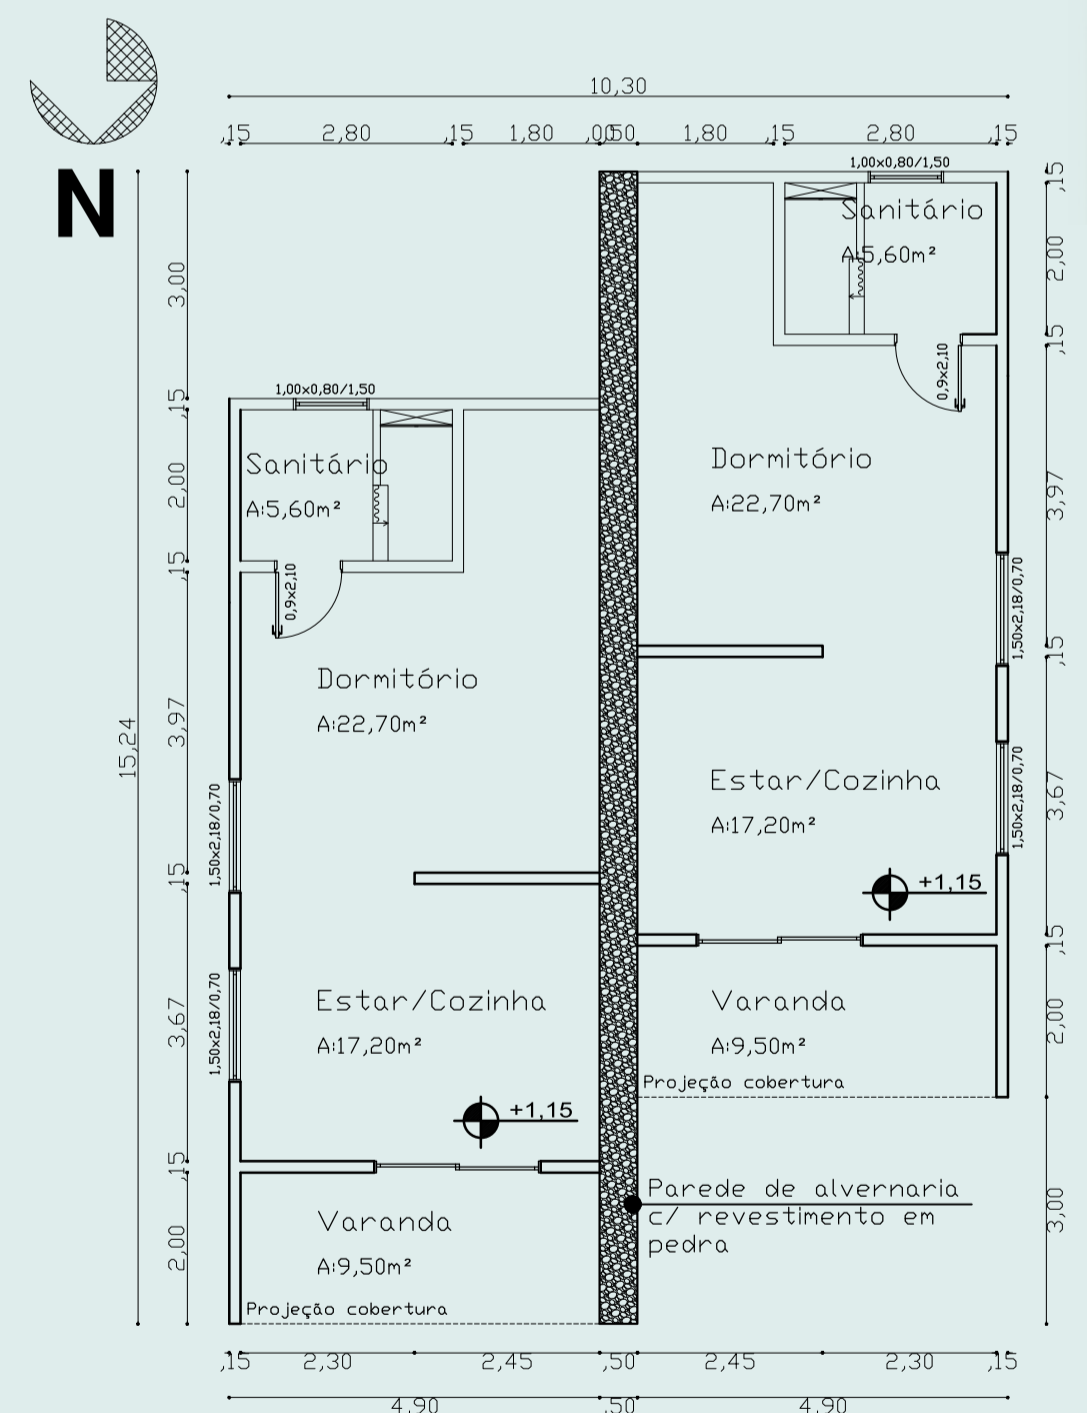 N
10,30
,15
2,80
,15
1,80
,50
1,80
,15
2,80
,15
1,00x0,80/1,50
Sanitário
A:5,60m²
0,9x2,10
Dormitório
A:22,70m²
1,50x2,18/0,70
Estar/Cozinha
A:17,20m²
1,50x2,18/0,70
+1,15
Varanda
A:9,50m²
Projeção cobertura
,15
2,00
,15
3,97
,15
3,67
,15
2,00
3,00
15,24
3,00
,15
2,00
,15
3,97
,15
3,67
,15
2,00
1,00x0,80/1,50
Sanitário
A:5,60m²
0,9x2,10
Dormitório
A:22,70m²
1,50x2,18/0,70
Estar/Cozinha
A:17,20m²
1,50x2,18/0,70
+1,15
Varanda
A:9,50m²
Projeção cobertura
Parede de alvernaria
c/ revestimento em
pedra
,15
2,30
2,45
,50
2,45
2,30
,15
4,90
,50
4,90